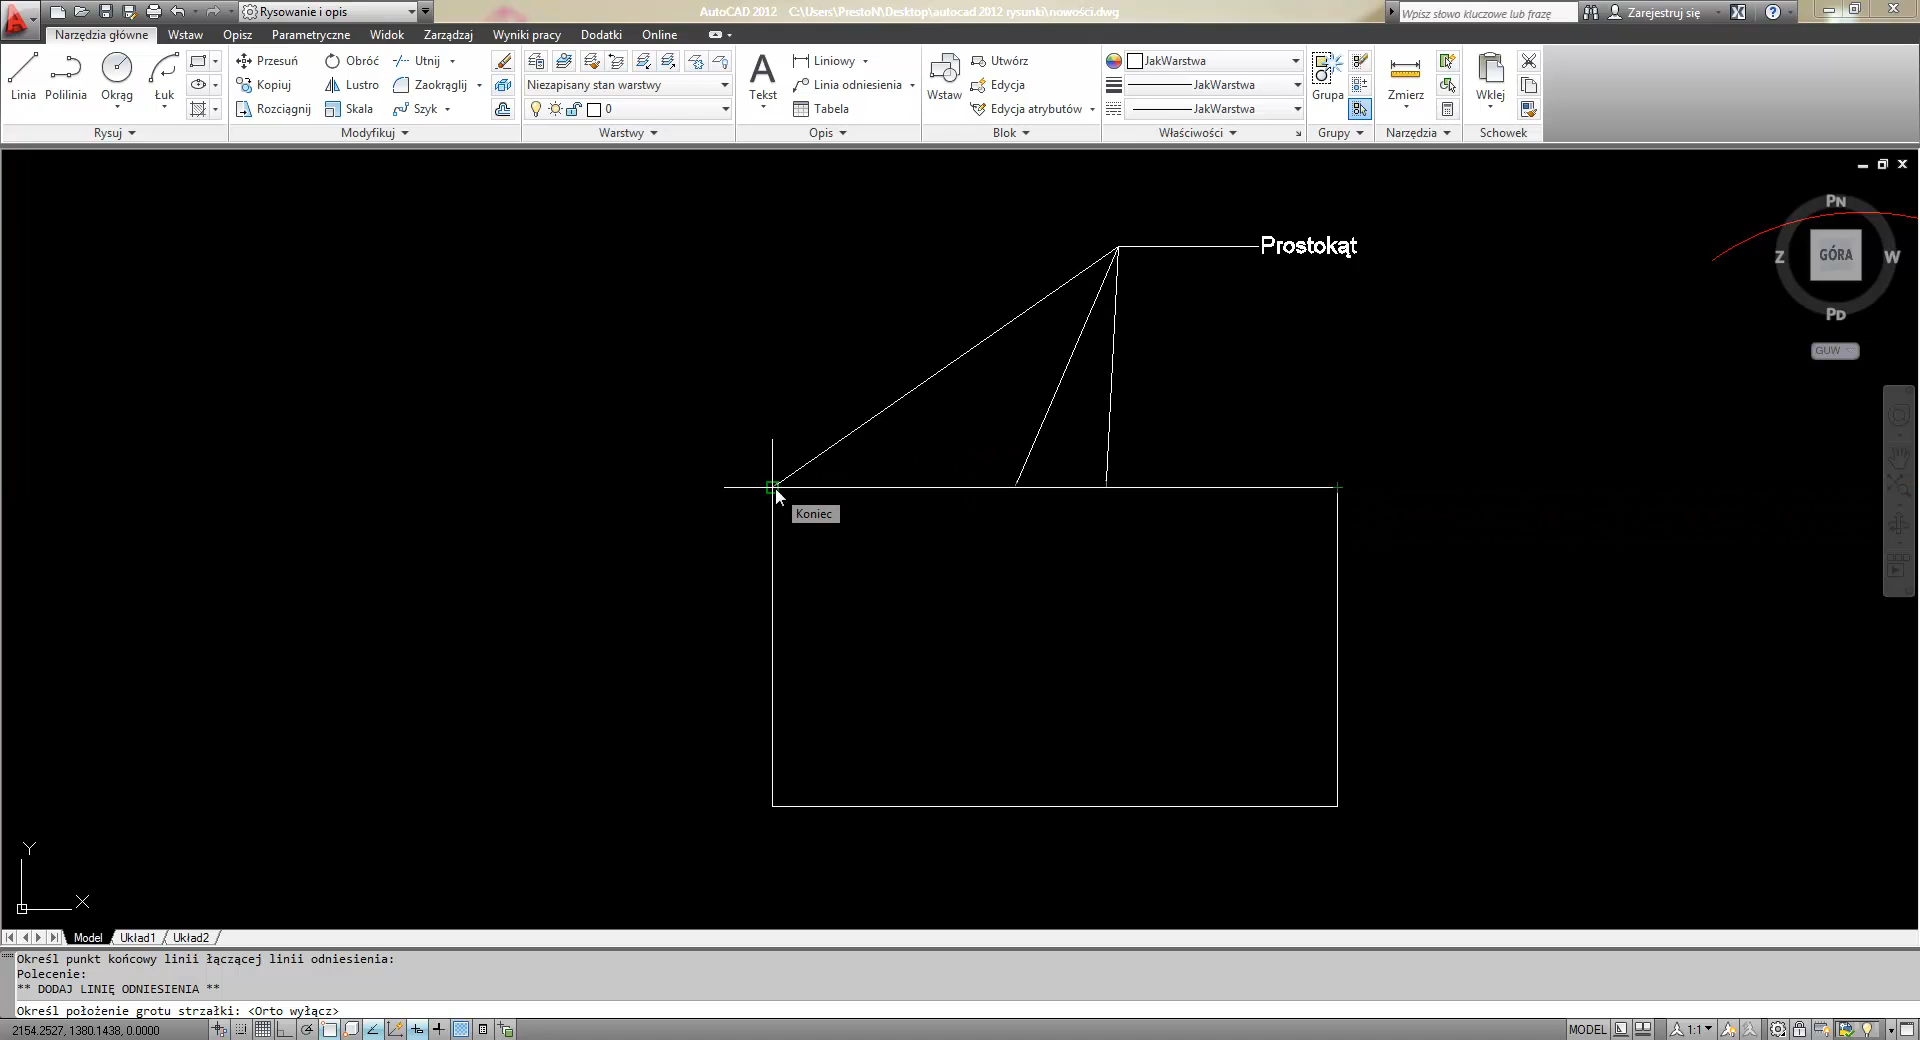 Rysowanie i opis
AutoCAD 2012 C:\Users\PrestoN\Desktop\autocad 2012 rysunki\nowości.dwg
Wpisz słowo kluczowe lub frazę
Zarejestruj się
Narzędzia główne Wstaw Opisz Parametryczne Widok Zarządzaj Wyniki pracy Dodatki Online
Linia Polilinia Okrąg Łuk
Przesuń Obróć Utnij
Kopiuj Lustro Zaokrąglij
Rozciągnij Skala Szyk
Niezapisany stan warstwy
0
Tekst
Liniowy
Linia odniesienia
Tabela
Wstaw
Utwórz
Edycja
Edycja atrybutów
JakWarstwa
JakWarstwa
JakWarstwa
Grupa
Zmierz
Wklej
Rysuj Modyfikuj Warstwy Opis Blok Właściwości Grupy Narzędzia Schowek
Prostokąt
PN
Z GÓRA W
PD
GUW
Koniec
Y
X
Model Układ1 Układ2
Określ punkt końcowy linii łączącej linii odniesienia:
Polecenie:
** DODAJ LINIĘ ODNIESIENIA **
Określ położenie grotu strzałki: <Orto wyłącz>
2154.2527, 1380.1438, 0.0000
MODEL
1:1